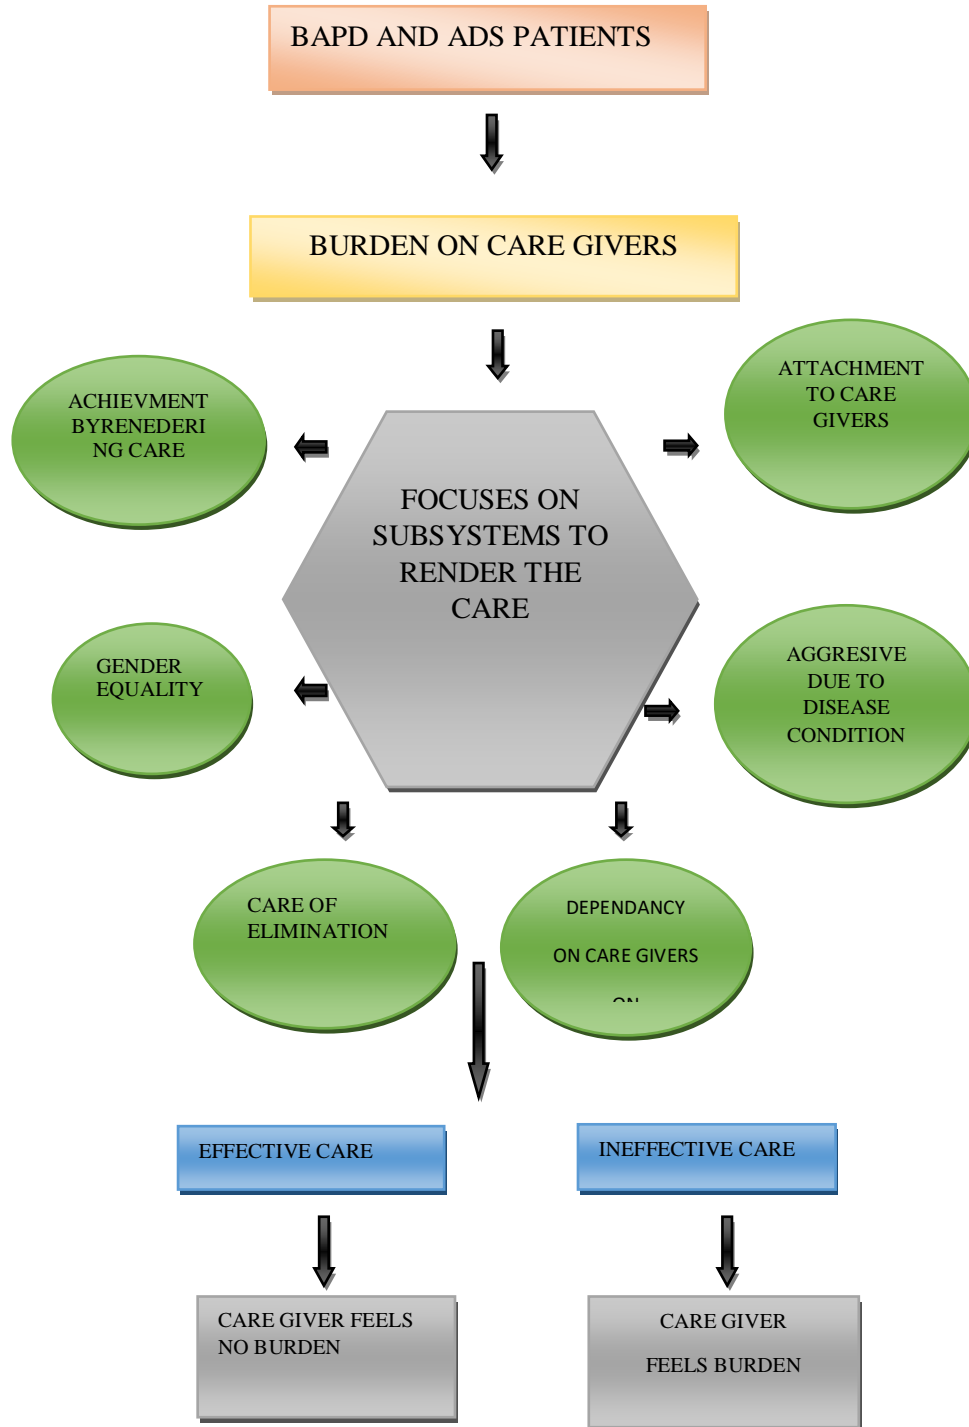 BAPD AND ADS PATIENTS
BURDEN ON CARE GIVERS
ACHIEVMENT
BYRENEDERI
NG CARE
ATTACHMENT
TO CARE
GIVERS
FOCUSES ON
SUBSYSTEMS TO
RENDER THE
CARE
GENDER
EQUALITY
AGGRESIVE
DUE TO
DISEASE
CONDITION
CARE OF
ELIMINATION
DEPENDANCY
ON CARE GIVERS
EFFECTIVE CARE
INEFFECTIVE CARE
CARE GIVER FEELS
NO BURDEN
CARE GIVER
FEELS BURDEN